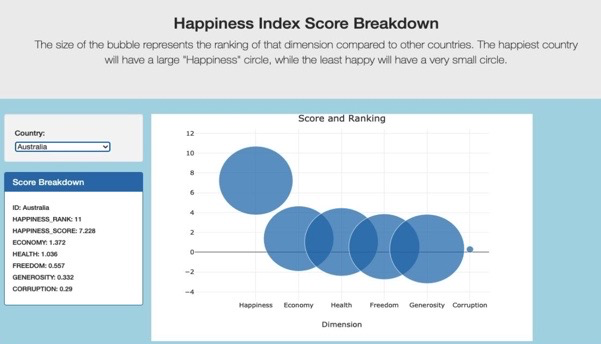 Happiness Index Score Breakdown
The size of the bubble represents the ranking of that dimension compared to other countries. The happiest country
will have a large "Happiness" circle, while the least happy will have a very small circle.
Country:
Australia
Score Breakdown
ID: Australia
HAPPINESS_RANK: 11
HAPPINESS_SCORE: 7.228
ECONOMY: 1.372
HEALTH: 1.036
FREEDOM: 0.557
GENEROSITY: 0.332
CORRUPTION: 0.29
Score and Ranking
12
10
8
6
4
2
0
−2
−4
Happiness Economy Health Freedom Generosity Corruption
Dimension